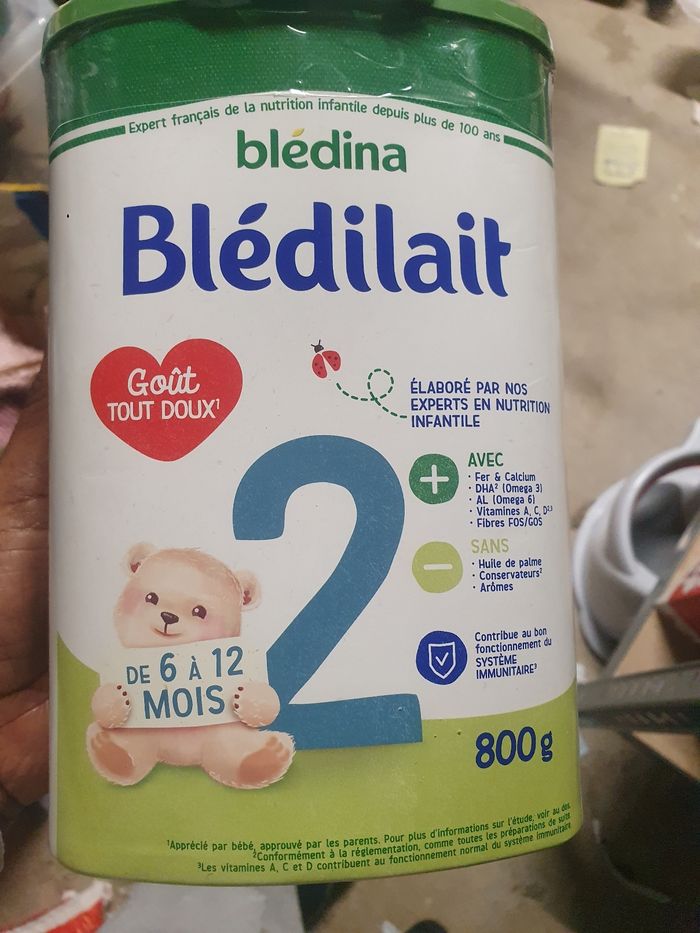 Expert français de la nutrition infantile depuis plus de 100 ans
blédina
Blédilait
Goût
TOUT DOUX¹
ÉLABORÉ PAR NOS
EXPERTS EN NUTRITION
INFANTILE
2
+
AVEC
· Fer & Calcium
· DHA² (Omega 3)
· AL (Omega 6)
· Vitamines A, C, D²,³
· Fibres FOS/GOS
−
SANS
· Huile de palme
· Conservateurs²
· Arômes
DE 6 À 12
MOIS
Contribue au bon
fonctionnement du
SYSTÈME
IMMUNITAIRE³
800g
¹Apprécié par bébé, approuvé par les parents. Pour plus d'informations sur l'étude, voir au dos.
²Conformément à la réglementation, comme toutes les préparations de suite
³Les vitamines A, C et D contribuent au fonctionnement normal du système immunitaire